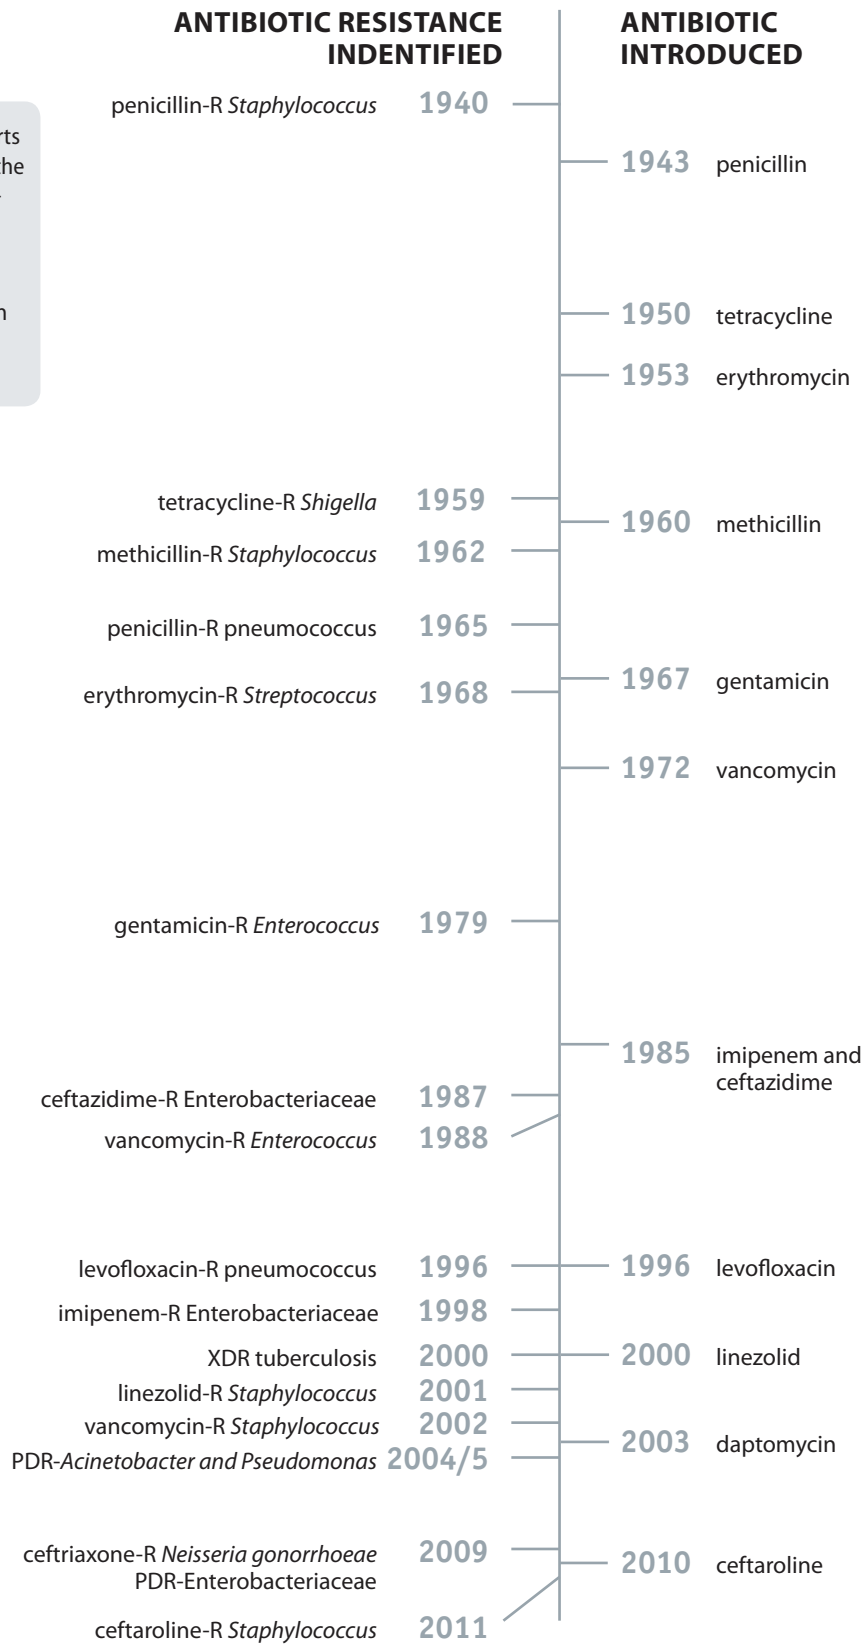 ANTIBIOTIC RESISTANCE
INDENTIFIED
ANTIBIOTIC
INTRODUCED
penicillin-R Staphylococcus 1940
1943 penicillin
1950 tetracycline
1953 erythromycin
tetracycline-R Shigella 1959
1960 methicillin
methicillin-R Staphylococcus 1962
penicillin-R pneumococcus 1965
1967 gentamicin
erythromycin-R Streptococcus 1968
1972 vancomycin
gentamicin-R Enterococcus 1979
1985 imipenem and
ceftazidime
ceftazidime-R Enterobacteriaceae 1987
vancomycin-R Enterococcus 1988
levofloxacin-R pneumococcus 1996
1996 levofloxacin
imipenem-R Enterobacteriaceae 1998
XDR tuberculosis 2000
2000 linezolid
linezolid-R Staphylococcus 2001
vancomycin-R Staphylococcus 2002
2003 daptomycin
PDR-Acinetobacter and Pseudomonas 2004/5
ceftriaxone-R Neisseria gonorrhoeae 2009
PDR-Enterobacteriaceae
2010 ceftaroline
ceftaroline-R Staphylococcus 2011